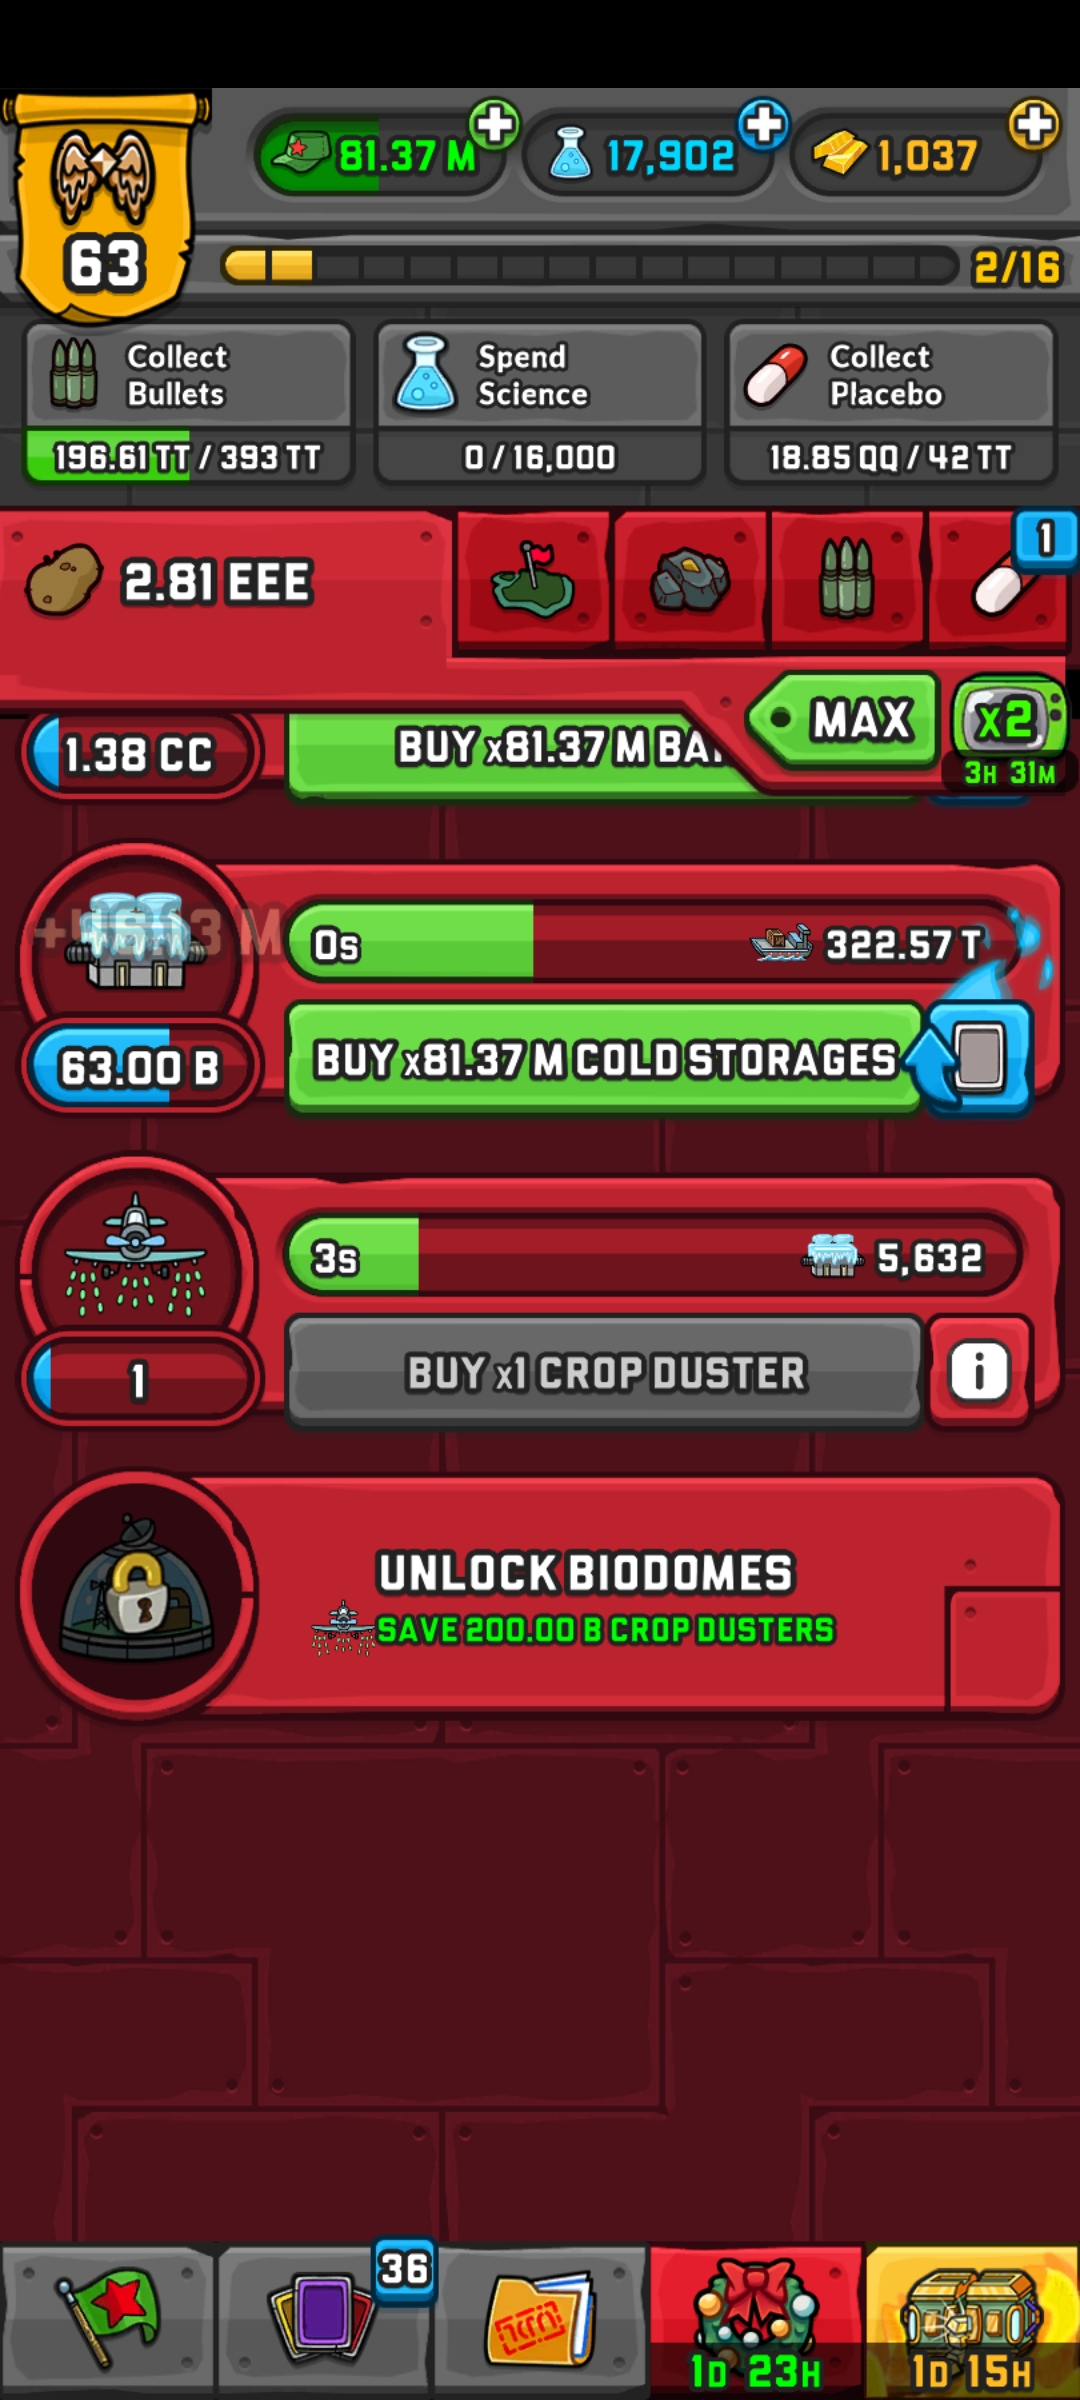 81.37 M
17,902
1,037
63
2/16
Collect
Bullets
196.61 TT / 393 TT
Spend
Science
0 / 16,000
Collect
Placebo
18.85 QQ / 42 TT
2.81 EEE
1
1.38 CC
BUY x81.37 M BA
MAX
x2
3H 31M
0s
322.57 T
63.00 B
BUY x81.37 M COLD STORAGES
3s
5,632
1
BUY x1 CROP DUSTER
i
UNLOCK BIODOMES
SAVE 200.00 B CROP DUSTERS
36
1D 23H
1D 15H